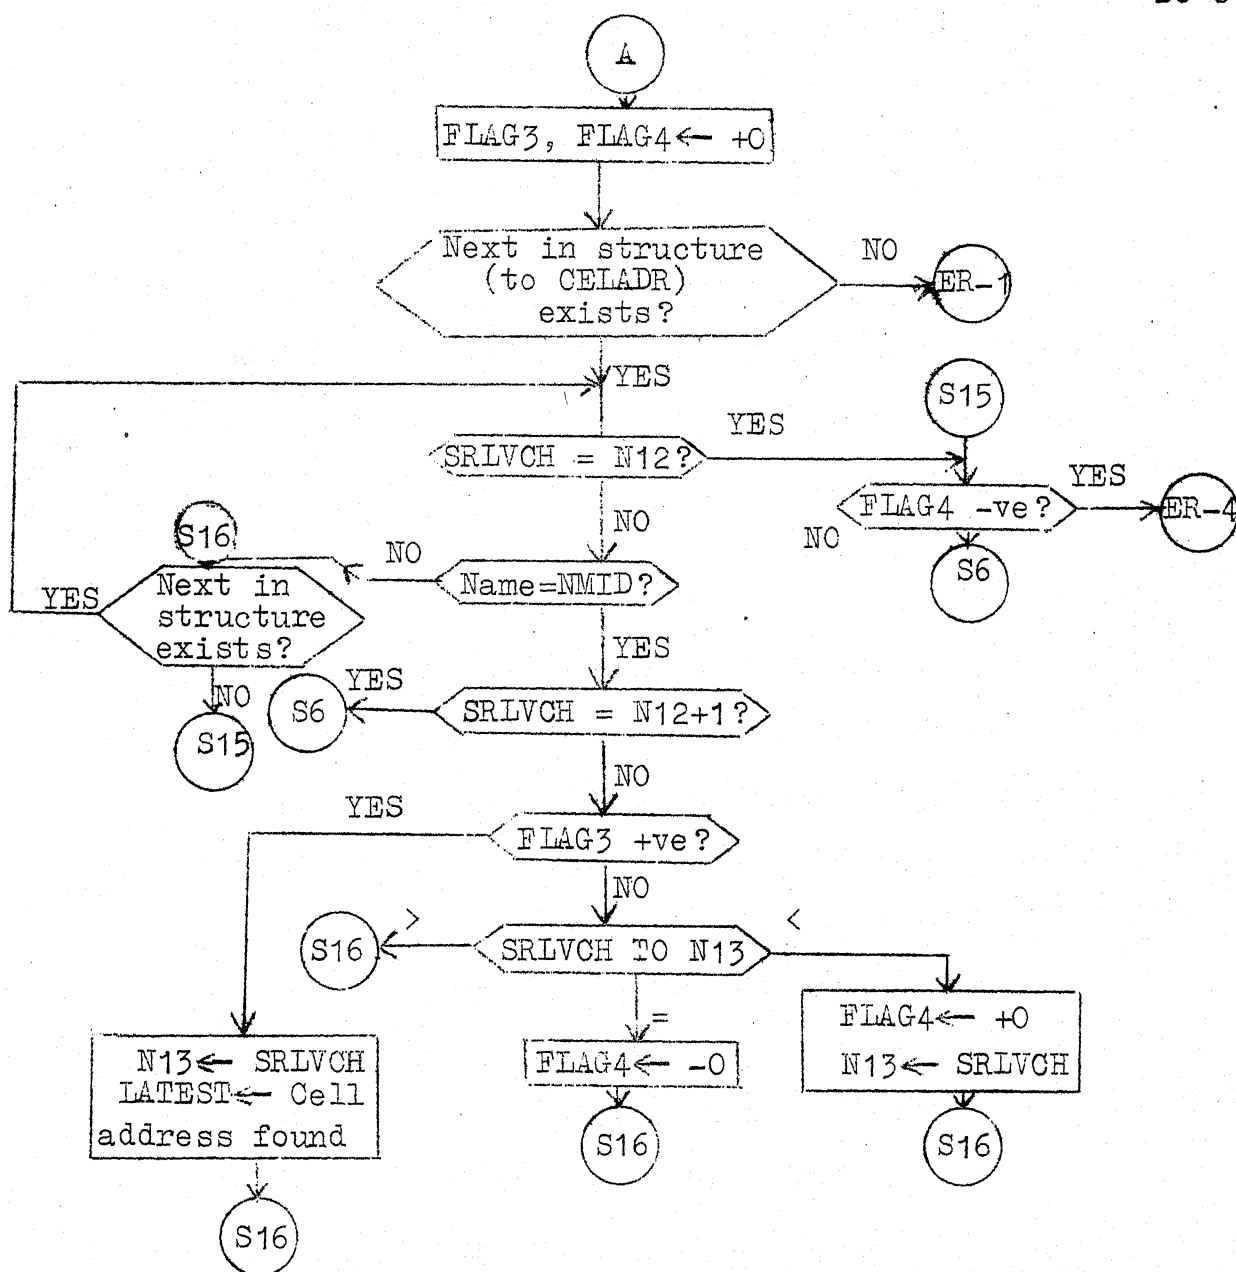 A
FLAG3, FLAG4← +0
Next in structure
(to CELADR)
exists?
NO
ER-1
YES
S15
YES
SRLVCH = N12?
YES
FLAG4 -ve?
ER-4
NO
NO
S6
S16
NO
Name=NMID?
YES
Next in
structure
exists?
YES
NO
S15
YES
S6
SRLVCH = N12+1?
NO
YES
FLAG3 +ve?
NO
>
<
S16
SRLVCH TO N13
=
FLAG4← +0
N13← SRLVCH
N13← SRLVCH
LATEST← Cell
address found
FLAG4← -0
S16
S16
S16